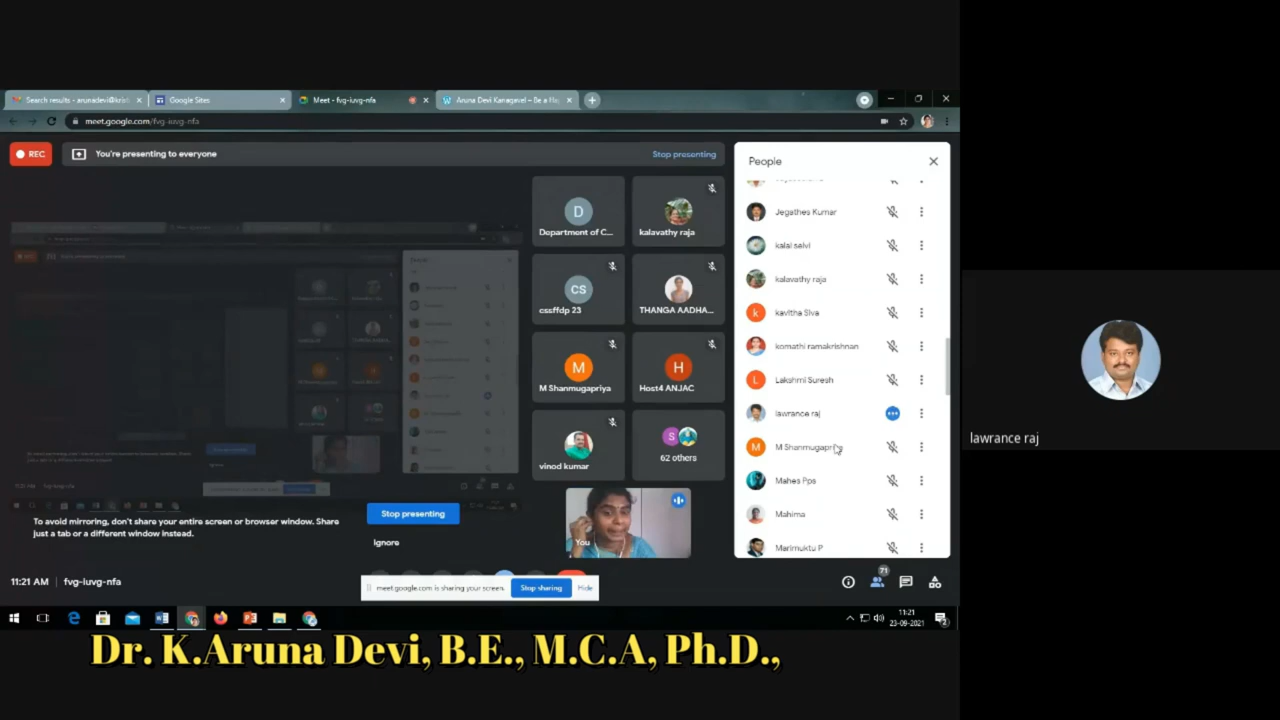 Search results - arunadevi@krist
Google Sites
Meet - fvg-iuvg-nfa
Aruna Devi Kanagavel – Be a Ho
meet.google.com/fvg-iuvg-nfa
REC
You're presenting to everyone
Stop presenting
People
D
Department of C...
kalavathy raja
CS
cssffdp 23
THANGA AADHA...
M
M Shanmugapriya
H
Host4 ANJAC
vinod kumar
S
62 others
You
Jegathes Kumar
kalai selvi
kalavathy raja
k
kavitha Siva
komathi ramakrishnan
L
Lakshmi Suresh
lawrance raj
M
M Shanmugapriya
Mahes Pps
Mahima
Marimuktu P
To avoid mirroring, don't share your entire screen or browser window. Share
just a tab or a different window instead.
Stop presenting
Ignore
11:21 AM | fvg-iuvg-nfa
meet.google.com is sharing your screen.
Stop sharing
Hide
71
11:21
23-09-2021
2
lawrance raj
Dr. K.Aruna Devi, B.E., M.C.A, Ph.D.,